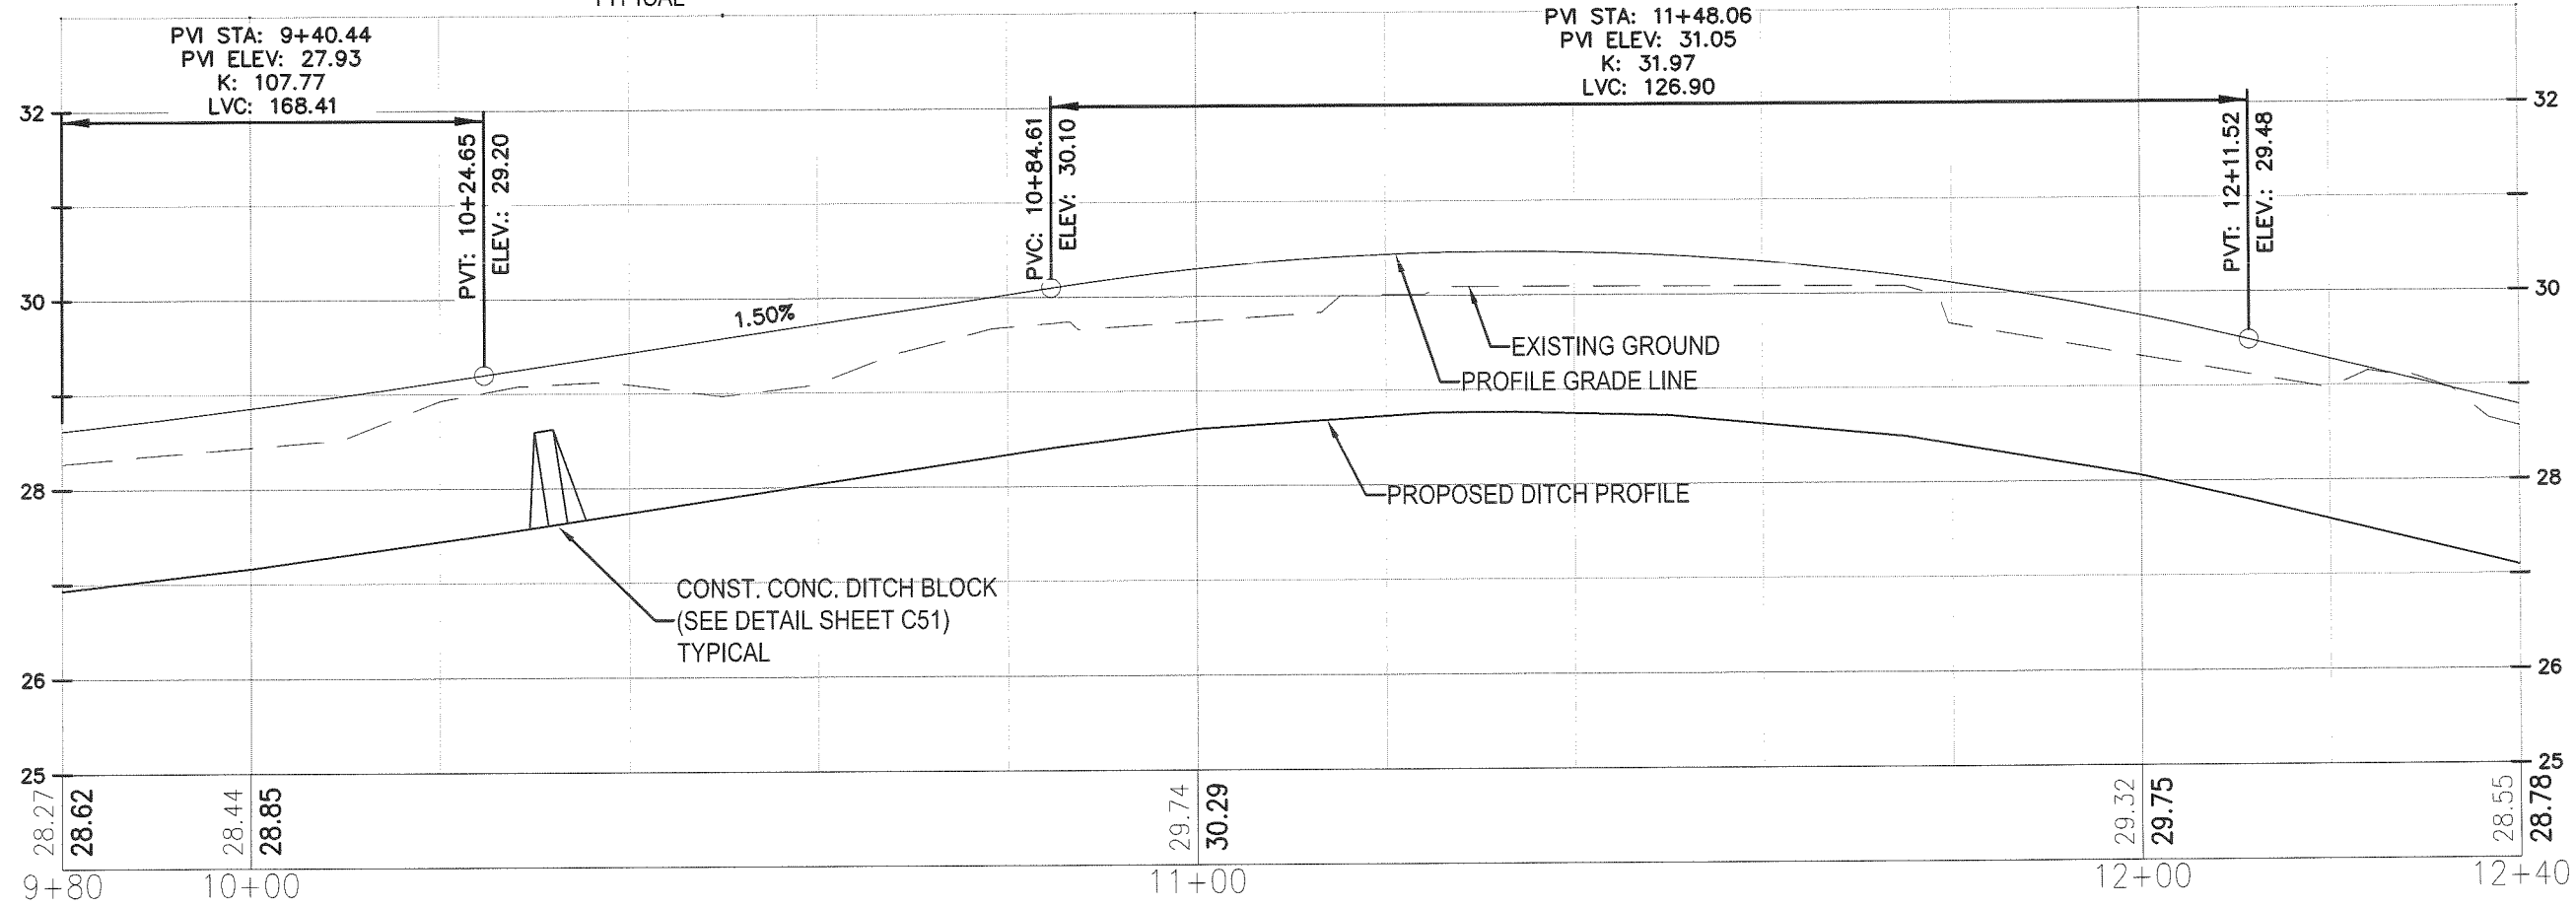 TYPICAL
PVI STA: 9+40.44
PVI ELEV: 27.93
K: 107.77
LVC: 168.41
PVI STA: 11+48.06
PVI ELEV: 31.05
K: 31.97
LVC: 126.90
32
30
28
26
25
32
30
28
26
25
PVT: 10+24.65
ELEV.: 29.20
PVC: 10+84.61
ELEV: 30.10
PVT: 12+11.52
ELEV.: 29.48
1.50%
EXISTING GROUND
PROFILE GRADE LINE
PROPOSED DITCH PROFILE
CONST. CONC. DITCH BLOCK
(SEE DETAIL SHEET C51)
TYPICAL
28.27
28.62
28.44
28.85
29.74
30.29
29.32
29.75
28.55
28.78
9+80
10+00
11+00
12+00
12+40